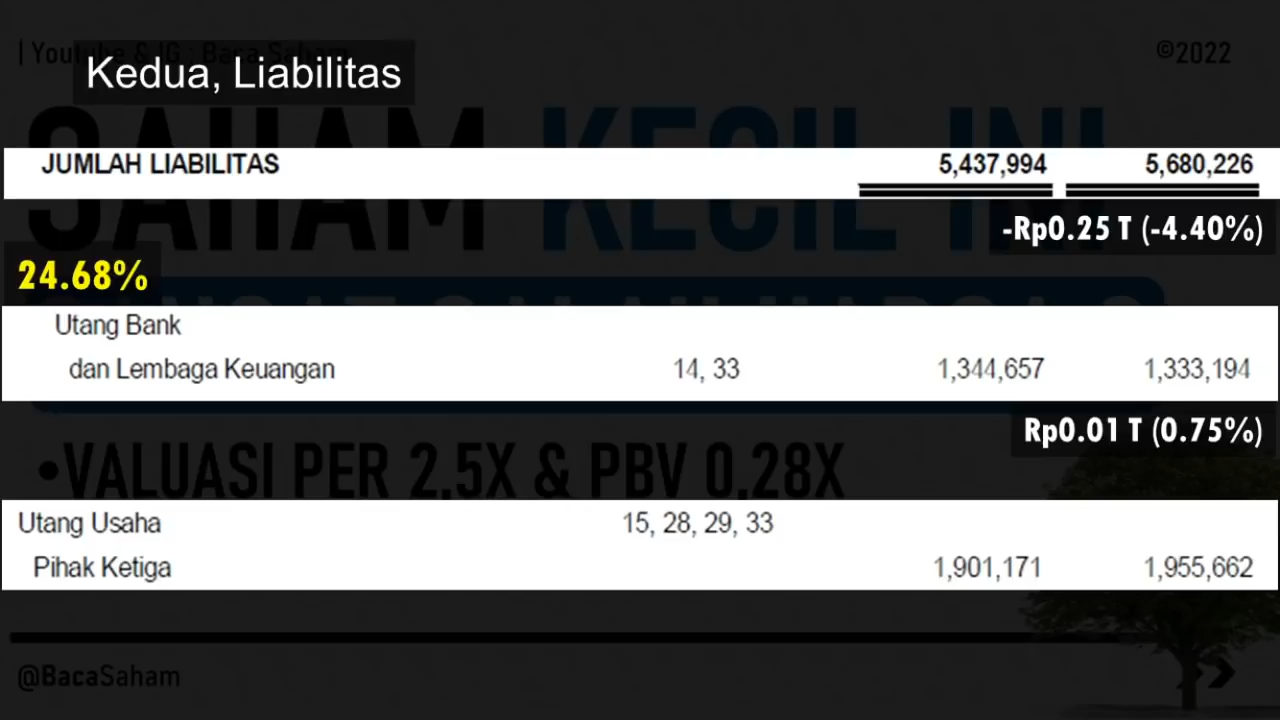 | Youtube & IG : Baca Saham
©2022
Kedua, Liabilitas
SAHAM KECIL INI
JUMLAH LIABILITAS 5,437,994 5,680,226
-Rp0.25 T (-4.40%)
24.68%
Utang Bank
dan Lembaga Keuangan 14, 33 1,344,657 1,333,194
Rp0.01 T (0.75%)
•VALUASI PER 2,5X & PBV 0,28X
Utang Usaha 15, 28, 29, 33
Pihak Ketiga 1,901,171 1,955,662
@BacaSaham